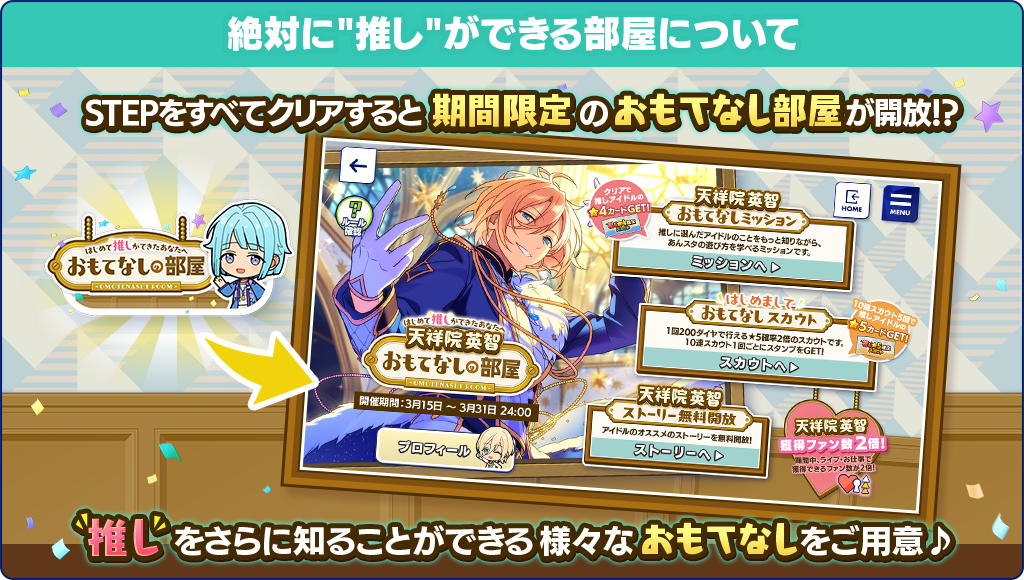 絶対に"推し"ができる部屋について
STEPをすべてクリアすると 期間限定 の おもてなし部屋 が開放!?
はじめて推しができたあなたへ
おもてなしの部屋
OMOTENASHI ROOM
?
ルール
確認
はじめて推しができたあなたへ
天祥院 英智
おもてなしの部屋
OMOTENASHI ROOM
開催期間:3月15日 ～ 3月31日 24:00
プロフィール
クリアで
推しアイドルの
★4カードGET!
天祥院 英智
おもてなしミッション
推しに選んだアイドルのことをもっと知りながら、
あんスタの遊び方を学べるミッションです。
ミッションへ ▶
HOME
MENU
はじめまして
おもてなし スカウト
1回200ダイヤで行える★5確率2倍のスカウトです。
10連スカウト1回ごとにスタンプをGET!
スカウトへ ▶
10連スカウト5回で
推しアイドルの
★5カードGET!
天祥院 英智
ストーリー 無料開放
アイドルのオススメのストーリーを無料開放!
ストーリーへ ▶
天祥院 英智
獲得ファン数2倍!
期間中、ライブ・お仕事で
獲得できるファン数が2倍!
"推し"をさらに知ることができる 様々な おもてなしをご用意♪